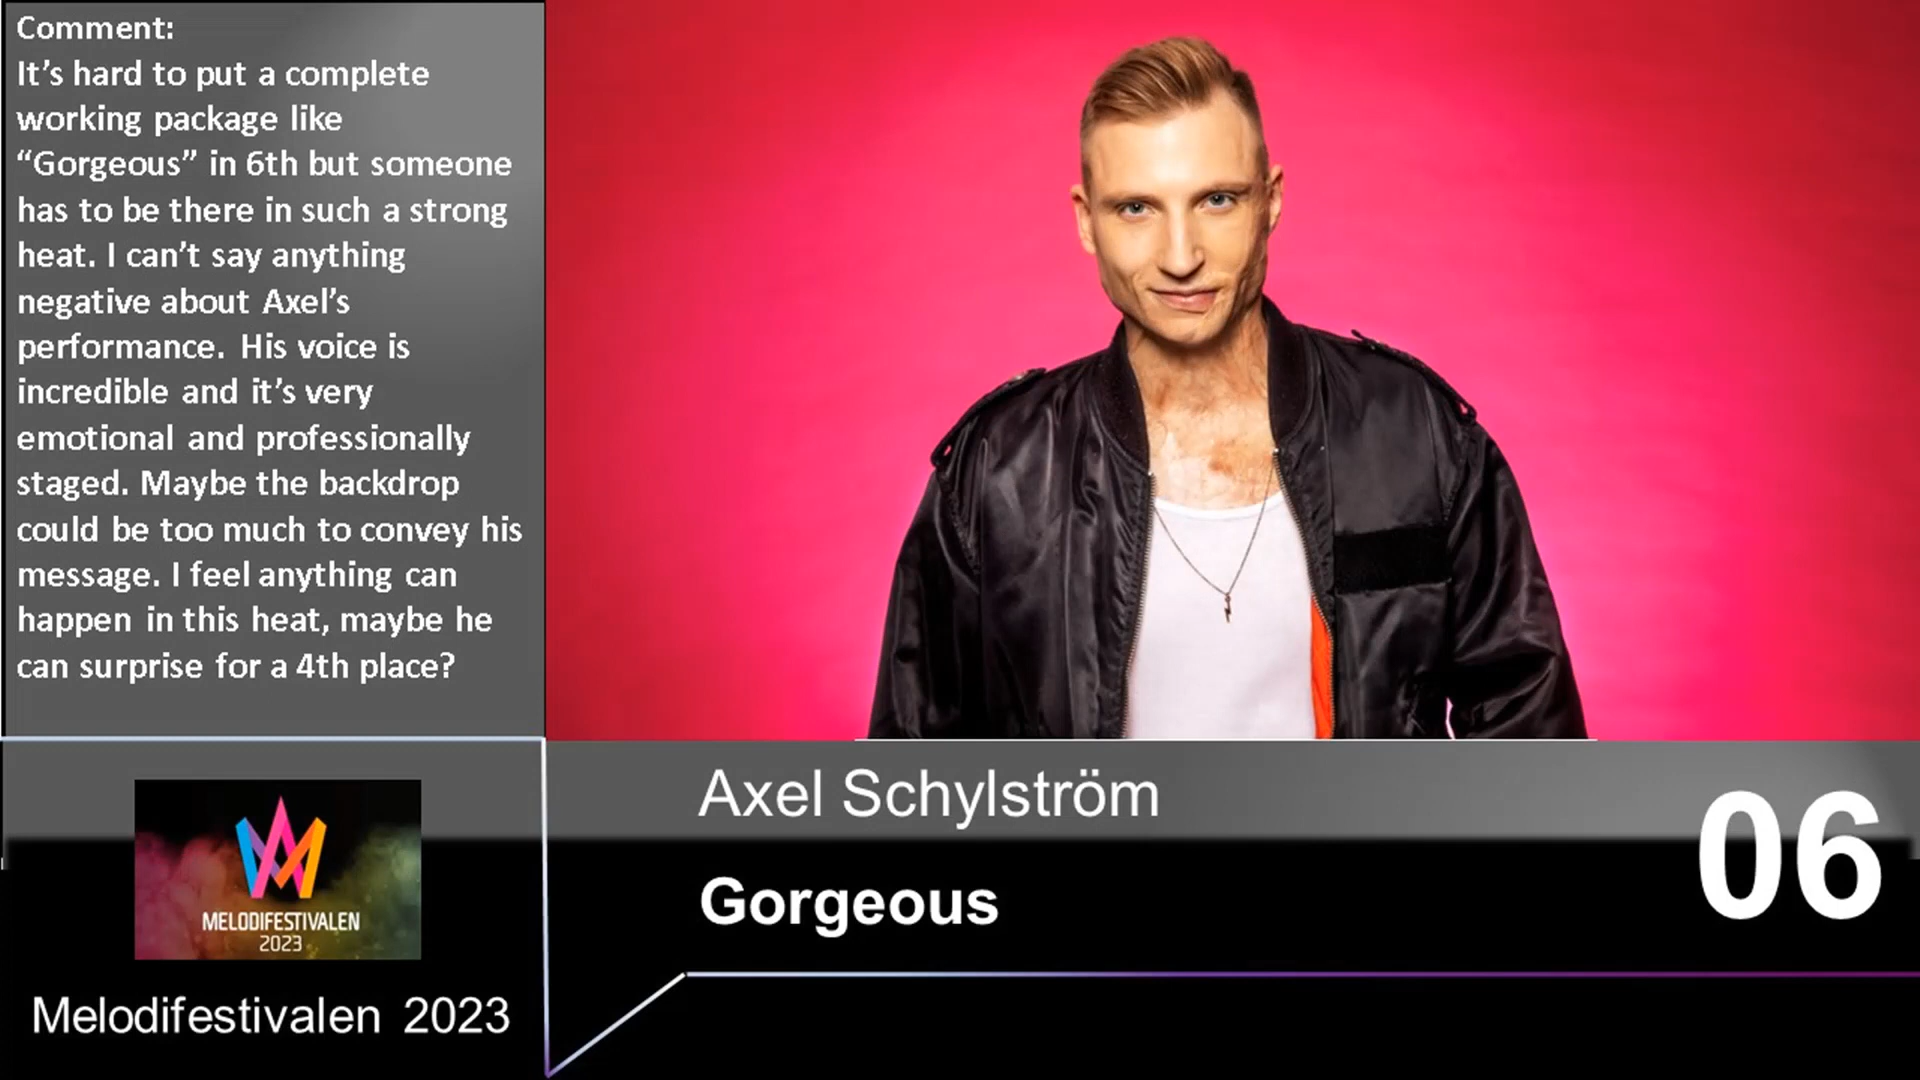 Comment:
It’s hard to put a complete
working package like
“Gorgeous” in 6th but someone
has to be there in such a strong
heat. I can’t say anything
negative about Axel’s
performance. His voice is
incredible and it’s very
emotional and professionally
staged. Maybe the backdrop
could be too much to convey his
message. I feel anything can
happen in this heat, maybe he
can surprise for a 4th place?
Axel Schylström
Gorgeous
06
MELODIFESTIVALEN
2023
Melodifestivalen 2023